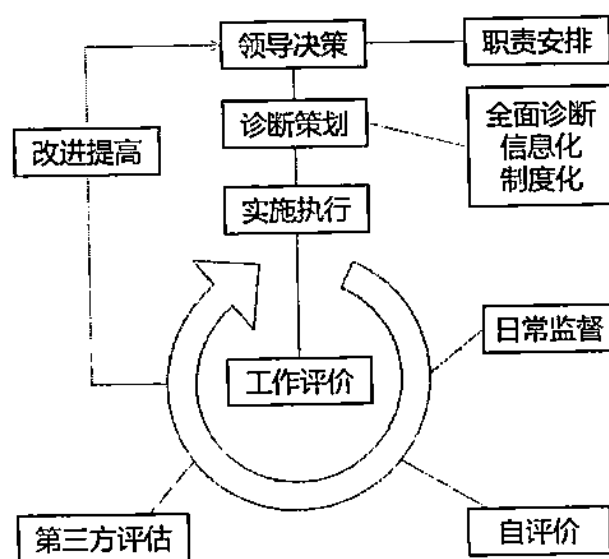 领导决策
职责安排
诊断策划
全面诊断
信息化
制度化
改进提高
实施执行
日常监督
工作评价
第三方评估
自评价